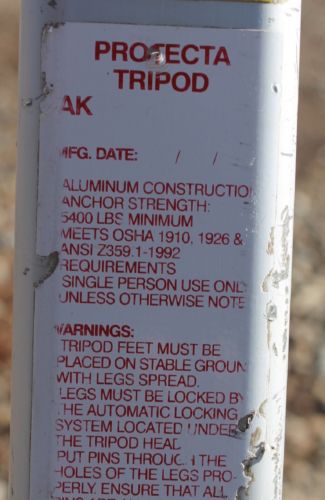 PROTECTA
TRIPOD
AK
MFG. DATE: / /
ALUMINUM CONSTRUCTIO
ANCHOR STRENGTH:
5400 LBS MINIMUM
MEETS OSHA 1910, 1926 &
ANSI Z359.1-1992
REQUIREMENTS
SINGLE PERSON USE ONL
UNLESS OTHERWISE NOTE
WARNINGS:
TRIPOD FEET MUST BE
PLACED ON STABLE GROUN
WITH LEGS SPREAD.
LEGS MUST BE LOCKED BY
THE AUTOMATIC LOCKING
SYSTEM LOCATED UNDER
THE TRIPOD HEAD
PUT PINS THROUGH THE
HOLES OF THE LEGS PRO-
PERLY. ENSURE THAT ALL